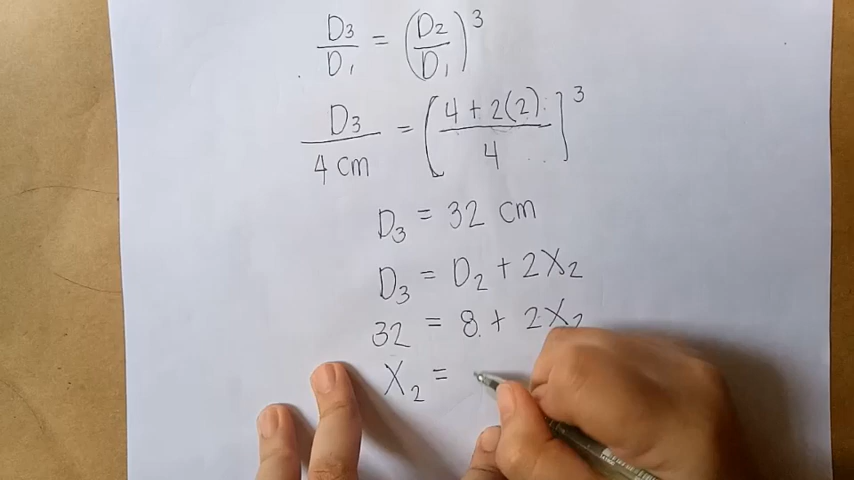 D₃/D₁ = (D₂/D₁)³
D₃/4 cm = [4 + 2(2)/4]³
D₃ = 32 cm
D₃ = D₂ + 2X₂
32 = 8 + 2X₂
X₂ =